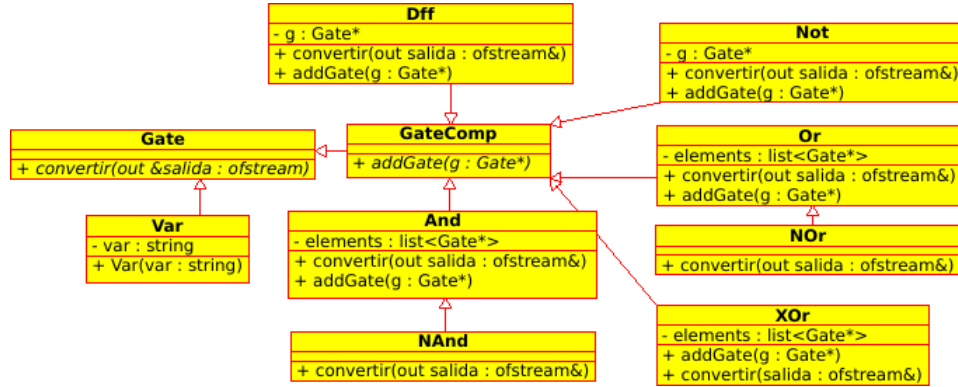 Dff
- g : Gate*
+ convertir(out salida : ofstream&)
+ addGate(g : Gate*)
Not
- g : Gate*
+ convertir(out salida : ofstream&)
+ addGate(g : Gate*)
Gate
+ convertir(out &salida : ofstream)
GateComp
+ addGate(g : Gate*)
Or
- elements : list<Gate*>
+ convertir(out salida : ofstream&)
+ addGate(g : Gate*)
Var
- var : string
+ Var(var : string)
And
- elements : list<Gate*>
+ convertir(out salida : ofstream&)
+ addGate(g : Gate*)
NOr
+ convertir(out salida : ofstream&)
NAnd
+ convertir(out salida : ofstream&)
XOr
- elements : list<Gate*>
+ addGate(g : Gate*)
+ convertir(salida : ofstream&)